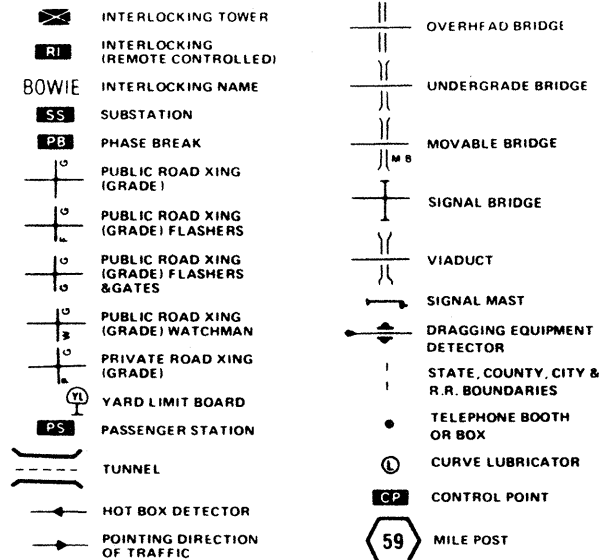 INTERLOCKING TOWER
RI INTERLOCKING
(REMOTE CONTROLLED)
BOWIE INTERLOCKING NAME
SS SUBSTATION
PB PHASE BREAK
G PUBLIC ROAD XING
(GRADE)
G PUBLIC ROAD XING
F (GRADE) FLASHERS
G PUBLIC ROAD XING
G (GRADE) FLASHERS
&GATES
G PUBLIC ROAD XING
W (GRADE) WATCHMAN
G PRIVATE ROAD XING
P (GRADE)
YL YARD LIMIT BOARD
PS PASSENGER STATION
TUNNEL
HOT BOX DETECTOR
POINTING DIRECTION
OF TRAFFIC
OVERHEAD BRIDGE
UNDERGRADE BRIDGE
MOVABLE BRIDGE
M B
SIGNAL BRIDGE
VIADUCT
SIGNAL MAST
DRAGGING EQUIPMENT
DETECTOR
STATE, COUNTY, CITY &
R.R. BOUNDARIES
TELEPHONE BOOTH
OR BOX
L CURVE LUBRICATOR
CP CONTROL POINT
59 MILE POST